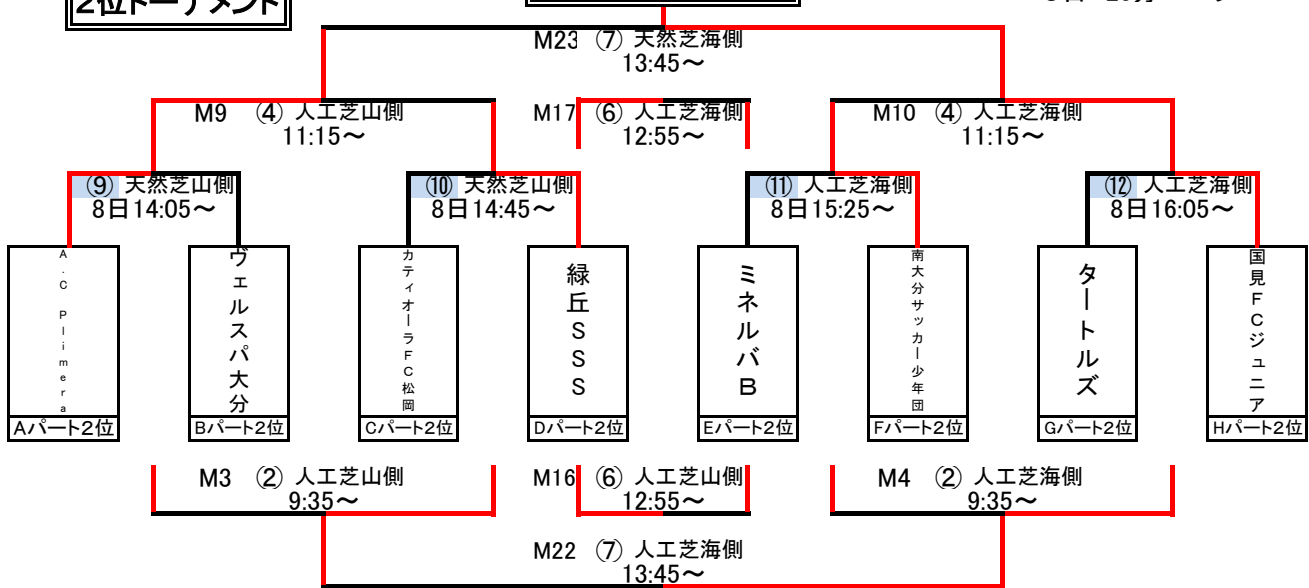 2位トーナメント
M23 ⑦ 天然芝海側
13:45～
M9 ④ 人工芝山側
11:15～
M17 ⑥ 人工芝海側
12:55～
M10 ④ 人工芝海側
11:15～
⑨ 天然芝山側
8日14:05～
⑩ 天然芝山側
8日14:45～
⑪ 人工芝海側
8日15:25～
⑫ 人工芝海側
8日16:05～
A.C Plimera
ヴェルスパ大分
カティオーラFC松岡
緑丘SSS
ミネルバB
南大分サッカー少年団
タートルズ
国見FCジュニア
Aパート2位
Bパート2位
Cパート2位
Dパート2位
Eパート2位
Fパート2位
Gパート2位
Hパート2位
M3 ② 人工芝山側
9:35～
M16 ⑥ 人工芝山側
12:55～
M4 ② 人工芝海側
9:35～
M22 ⑦ 人工芝海側
13:45～